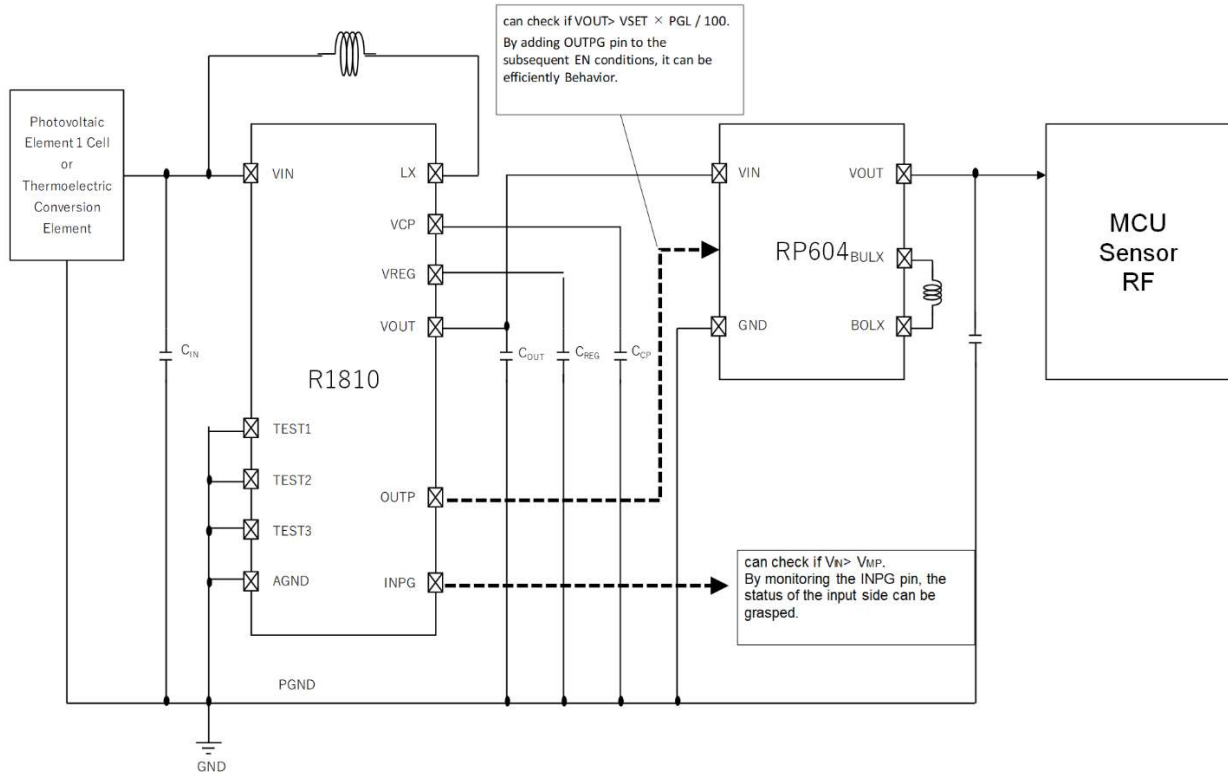 can check if VOUT> VSET × PGL / 100.
By adding OUTPG pin to the
subsequent EN conditions, it can be
efficiently Behavior.
Photovoltaic
Element 1 Cell
or
Thermoelectric
Conversion
Element
VIN
LX
VCP
VREG
VOUT
R1810
TEST1
TEST2
TEST3
AGND
OUTP
INPG
PGND
GND
CIN
COUT
CREG
CCP
VIN
VOUT
RP604
BULX
GND
BOLX
MCU
Sensor
RF
can check if VIN> VMP.
By monitoring the INPG pin, the
status of the input side can be
grasped.